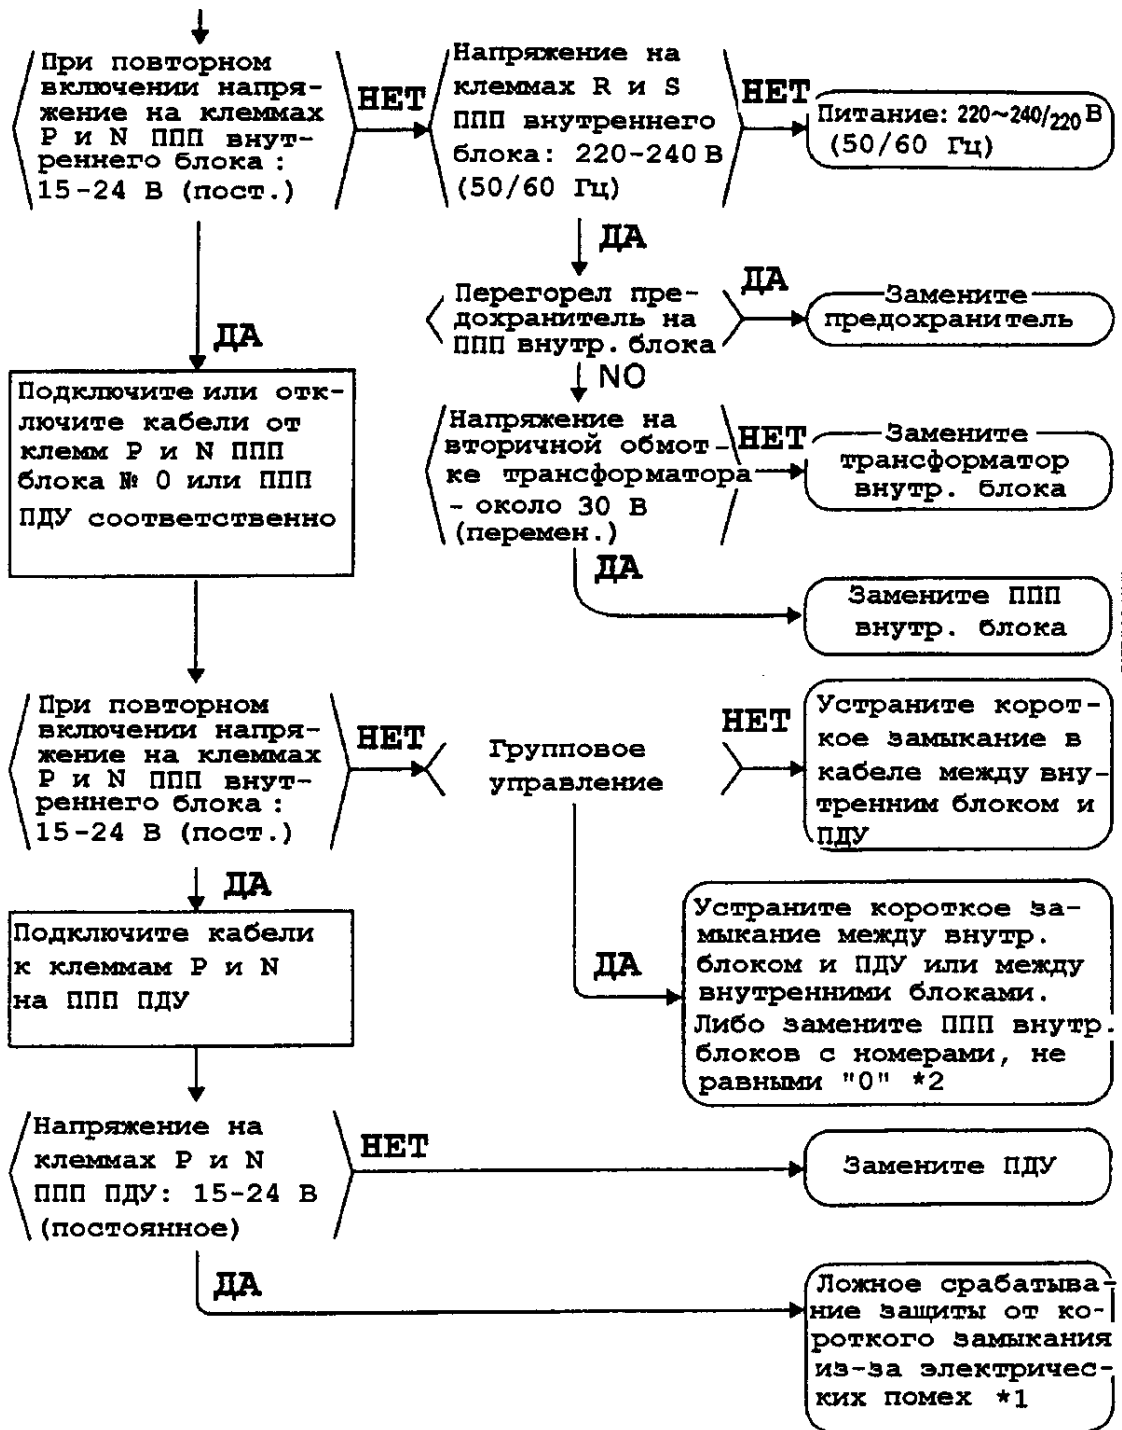 При повторном
включении напря-
жение на клеммах
P и N ППП внут-
реннего блока:
15-24 В (пост.)
НЕТ
Напряжение на
клеммах R и S
ППП внутреннего
блока: 220-240 В
(50/60 Гц)
НЕТ
Питание: 220~240/220 В
(50/60 Гц)
ДА
Перегорел пре-
дохранитель на
ППП внутр. блока
ДА
Замените
предохранитель
ДА
NO
Подключите или отк-
лючите кабели от
клемм P и N ППП
блока № 0 или ППП
ПДУ соответственно
Напряжение на
вторичной обмот-
ке трансформатора
- около 30 В
(перемен.)
НЕТ
Замените
трансформатор
внутр. блока
ДА
Замените ППП
внутр. блока
При повторном
включении напря-
жение на клеммах
P и N ППП внут-
реннего блока:
15-24 В (пост.)
НЕТ
Групповое
управление
НЕТ
Устраните корот-
кое замыкание в
кабеле между вну-
тренним блоком и
ПДУ
ДА
Подключите кабели
к клеммам P и N
на ППП ПДУ
ДА
Устраните короткое за-
мыкание между внутр.
блоком и ПДУ или между
внутренними блоками.
Либо замените ППП внутр.
блоков с номерами, не
равными "0" *2
Напряжение на
клеммах P и N
ППП ПДУ: 15-24 В
(постоянное)
НЕТ
Замените ПДУ
ДА
Ложное срабатыва-
ние защиты от ко-
роткого замыкания
из-за электричес-
ких помех *1